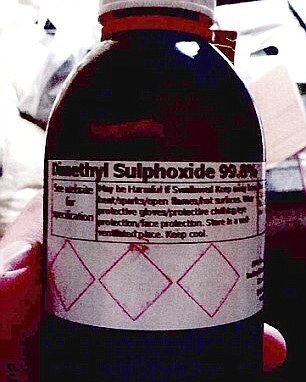 Dimethyl Sulphoxide 99.8%
See website
for
specification
May be Harmful if Swallowed Keep away from
heat/sparks/open flames/hot surface. Wear
protective gloves/protective clothing/eye
protection/face protection. Store in a well
ventilated place. Keep cool.